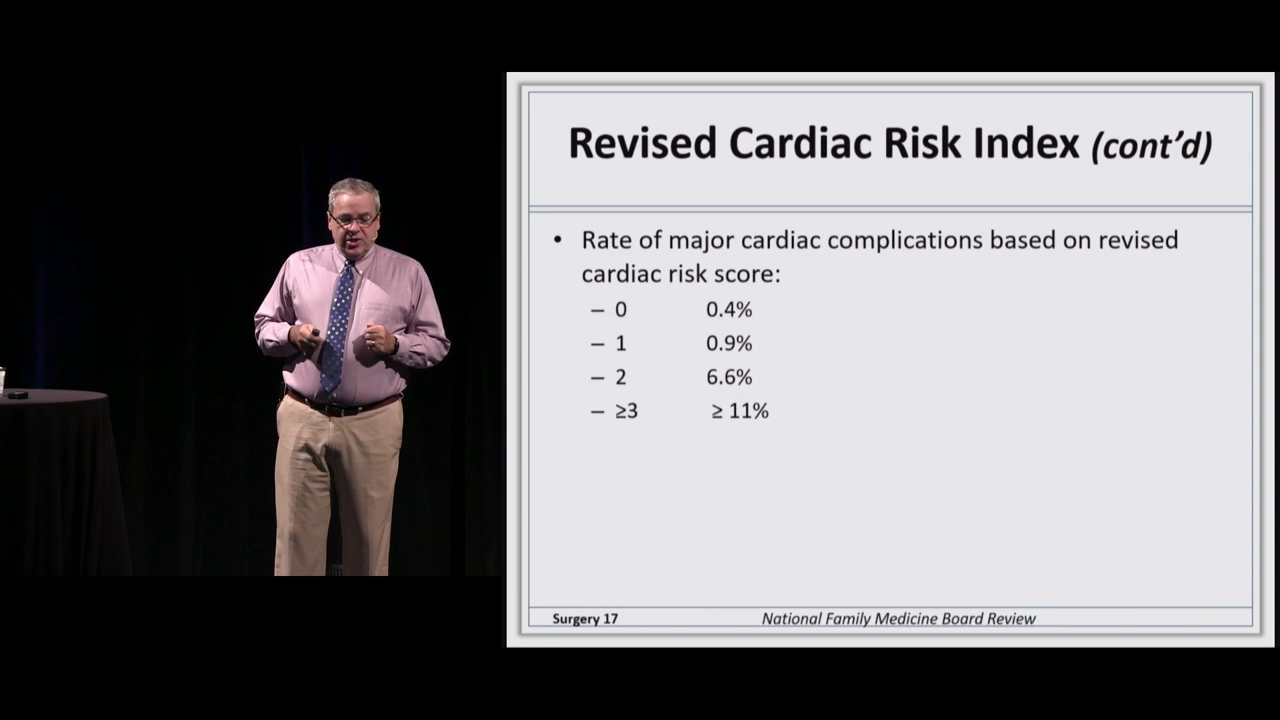 Revised Cardiac Risk Index (cont’d)
• Rate of major cardiac complications based on revised
cardiac risk score:
– 0 0.4%
– 1 0.9%
– 2 6.6%
– ≥3 ≥ 11%
Surgery 17 National Family Medicine Board Review